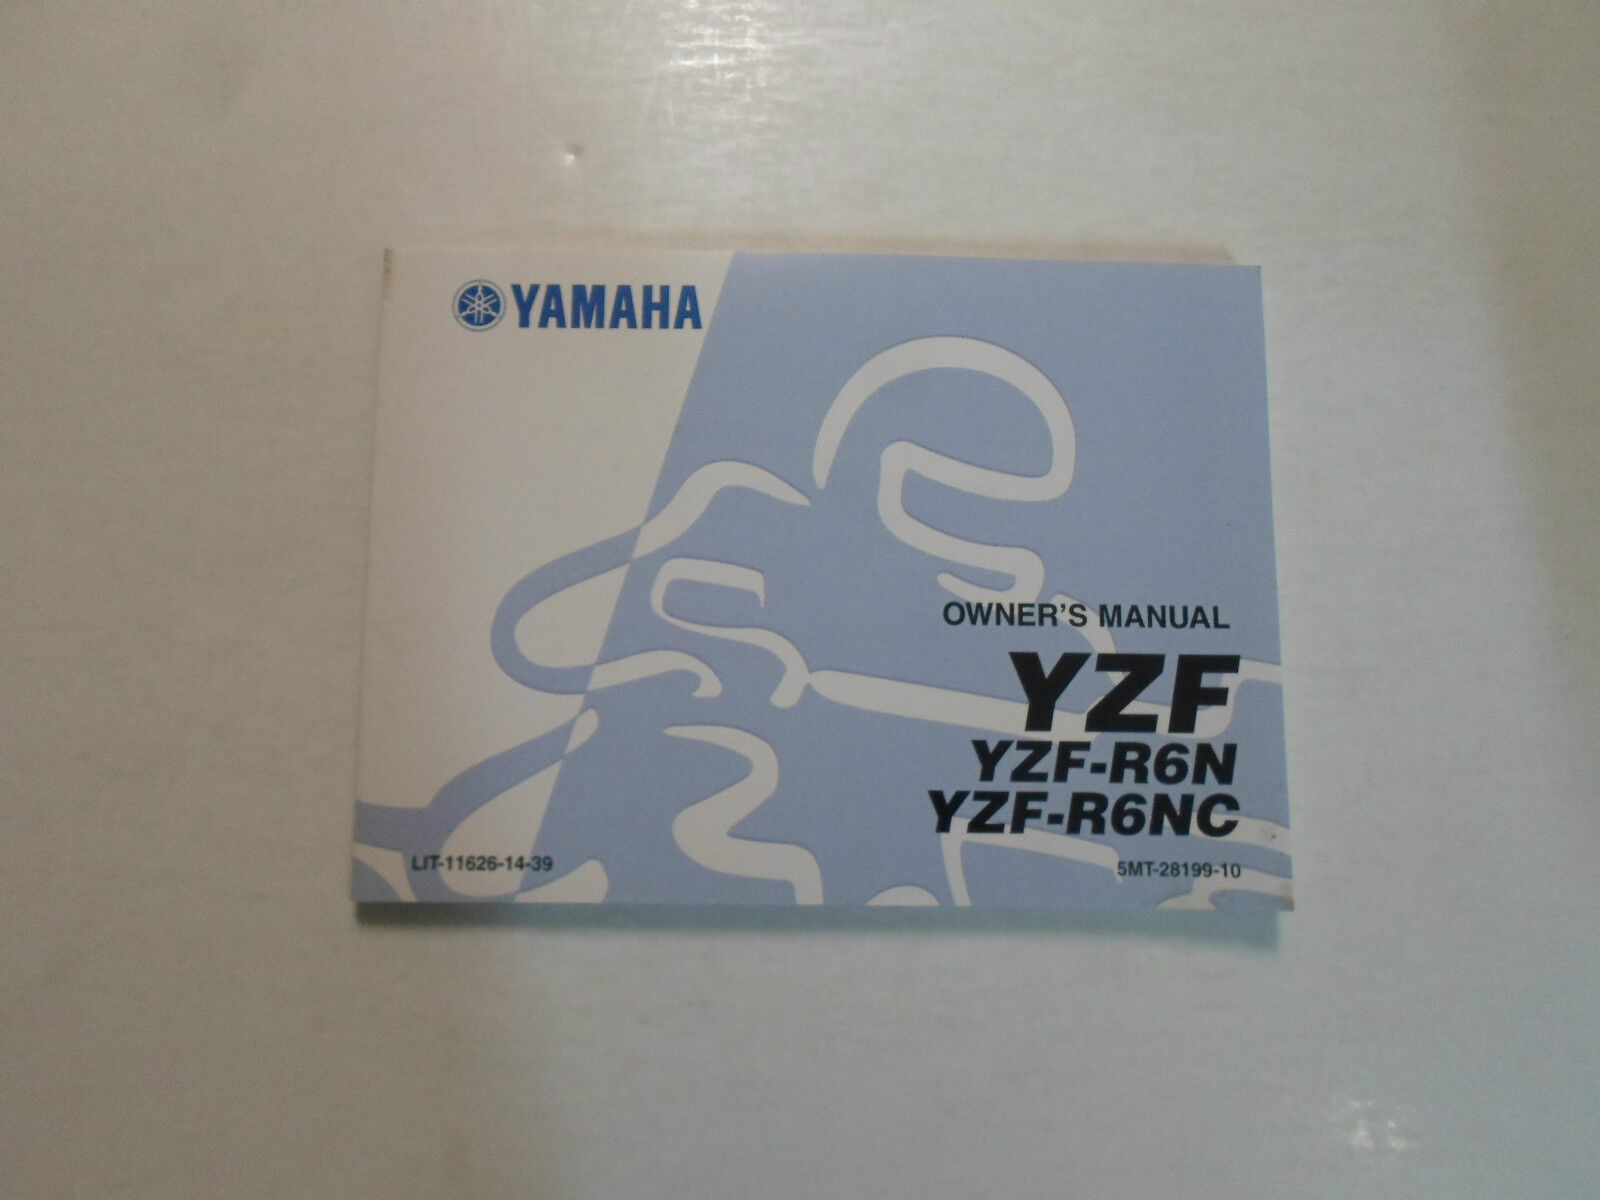 YAMAHA
OWNER'S MANUAL
YZF
YZF-R6N
YZF-R6NC
LIT-11626-14-39
5MT-28199-10